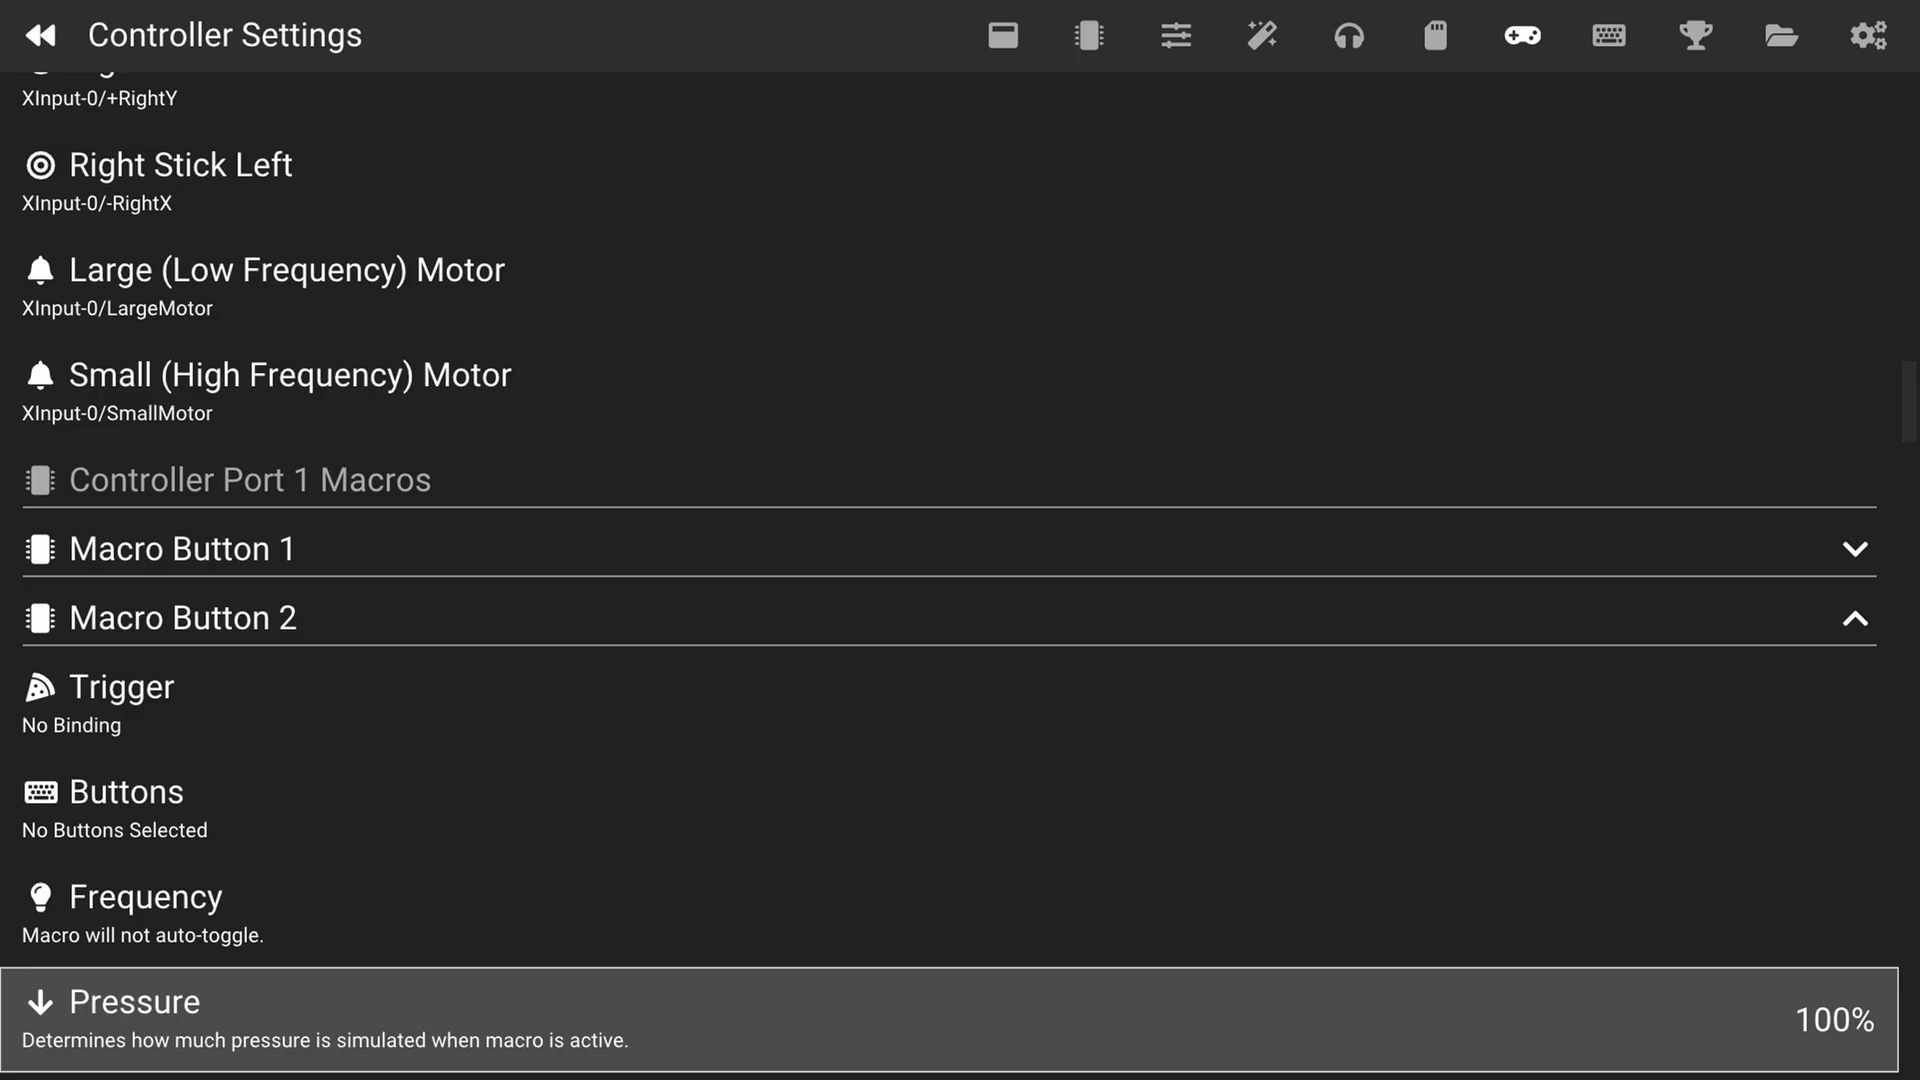 Controller Settings
XInput-0/+RightY
Right Stick Left
XInput-0/-RightX
Large (Low Frequency) Motor
XInput-0/LargeMotor
Small (High Frequency) Motor
XInput-0/SmallMotor
Controller Port 1 Macros
Macro Button 1
Macro Button 2
Trigger
No Binding
Buttons
No Buttons Selected
Frequency
Macro will not auto-toggle.
Pressure
100%
Determines how much pressure is simulated when macro is active.